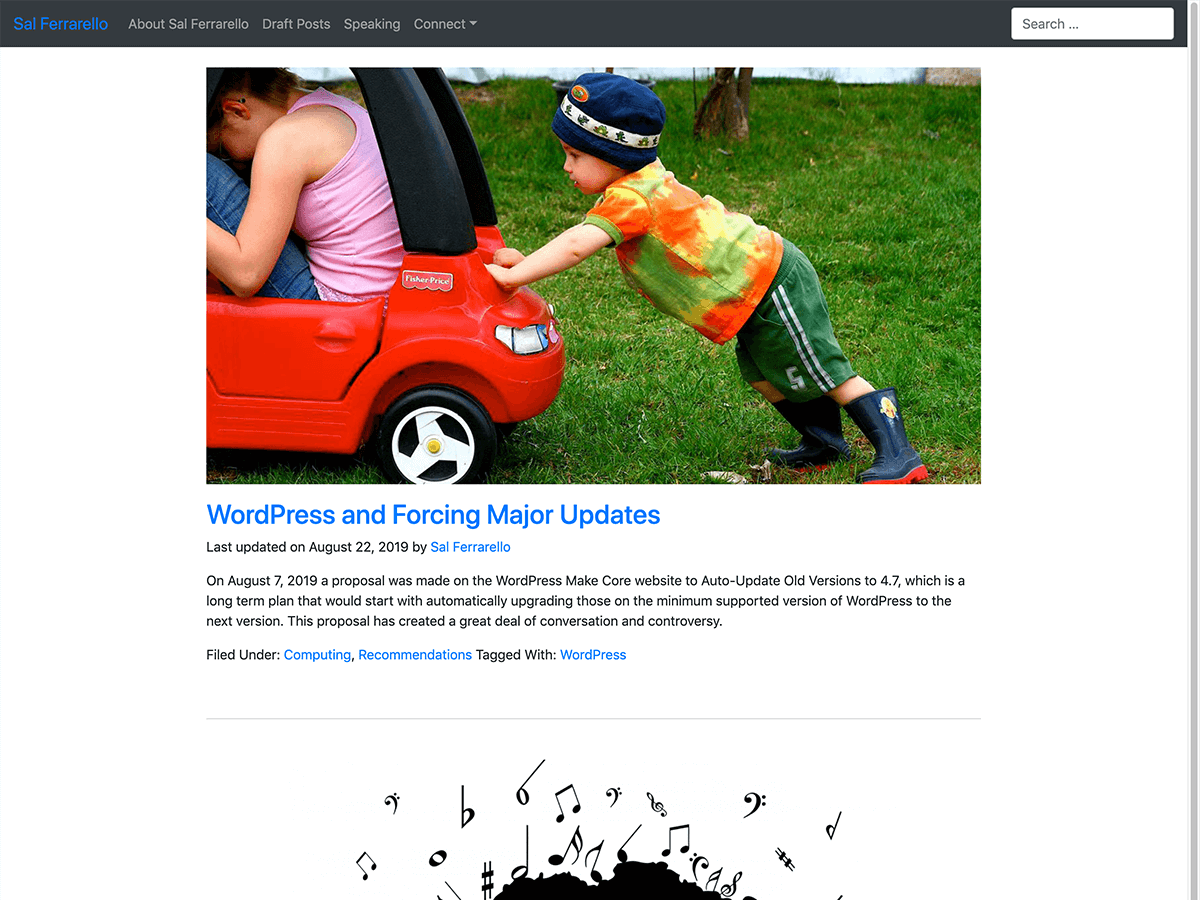 Sal Ferrarello About Sal Ferrarello Draft Posts Speaking Connect Search ...
Fisher-Price
5
WordPress and Forcing Major Updates
Last updated on August 22, 2019 by Sal Ferrarello
On August 7, 2019 a proposal was made on the WordPress Make Core website to Auto-Update Old Versions to 4.7, which is a
long term plan that would start with automatically upgrading those on the minimum supported version of WordPress to the
next version. This proposal has created a great deal of conversation and controversy.
Filed Under: Computing, Recommendations Tagged With: WordPress